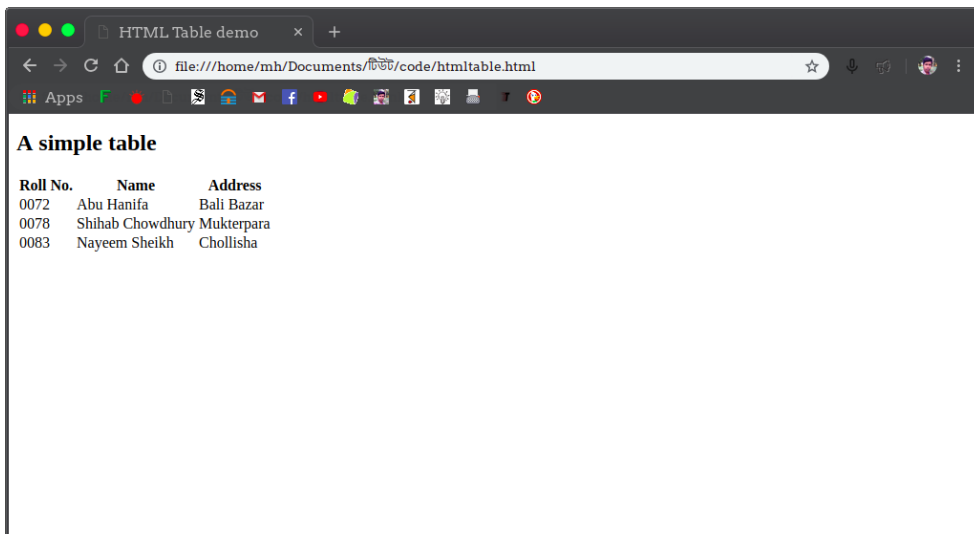 HTML Table demo
file:///home/mh/Documents/টিউট/code/htmltable.html
Apps
A simple table
Roll No. Name Address
0072 Abu Hanifa Bali Bazar
0078 Shihab Chowdhury Mukterpara
0083 Nayeem Sheikh Chollisha